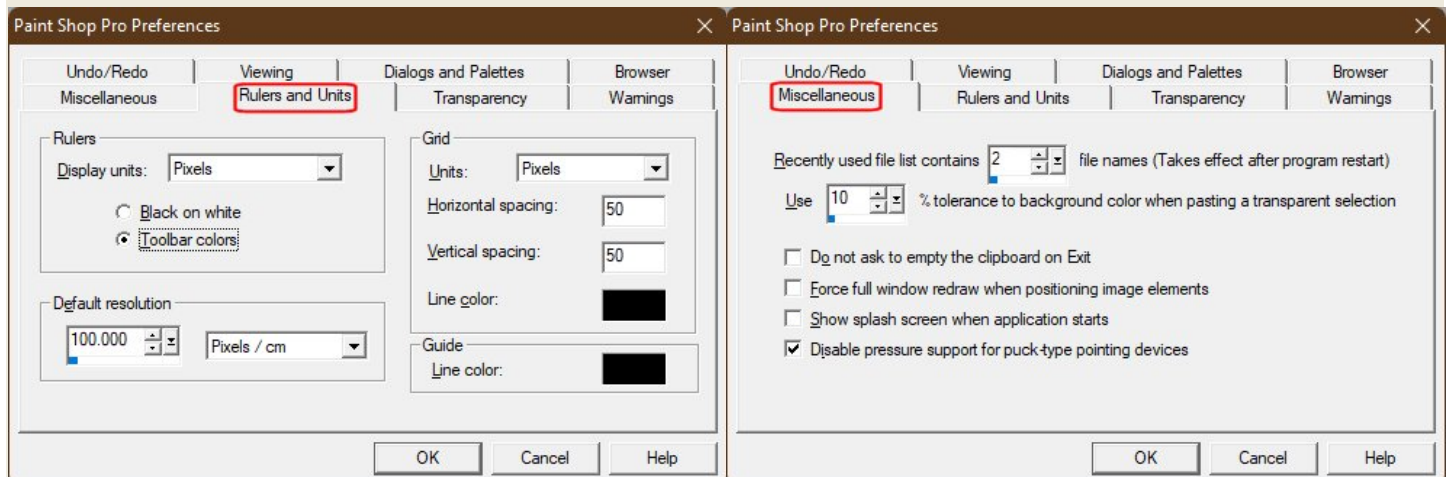 Paint Shop Pro Preferences
Undo/Redo Viewing Dialogs and Palettes Browser
Miscellaneous Rulers and Units Transparency Warnings
Rulers
Display units: Pixels
Black on white
Toolbar colors
Default resolution
100.000 Pixels / cm
Grid
Units: Pixels
Horizontal spacing: 50
Vertical spacing: 50
Line color:
Guide
Line color:
OK Cancel Help
Paint Shop Pro Preferences
Undo/Redo Viewing Dialogs and Palettes Browser
Miscellaneous Rulers and Units Transparency Warnings
Recently used file list contains 2 file names (Takes effect after program restart)
Use 10 % tolerance to background color when pasting a transparent selection
Do not ask to empty the clipboard on Exit
Force full window redraw when positioning image elements
Show splash screen when application starts
Disable pressure support for puck-type pointing devices
OK Cancel Help